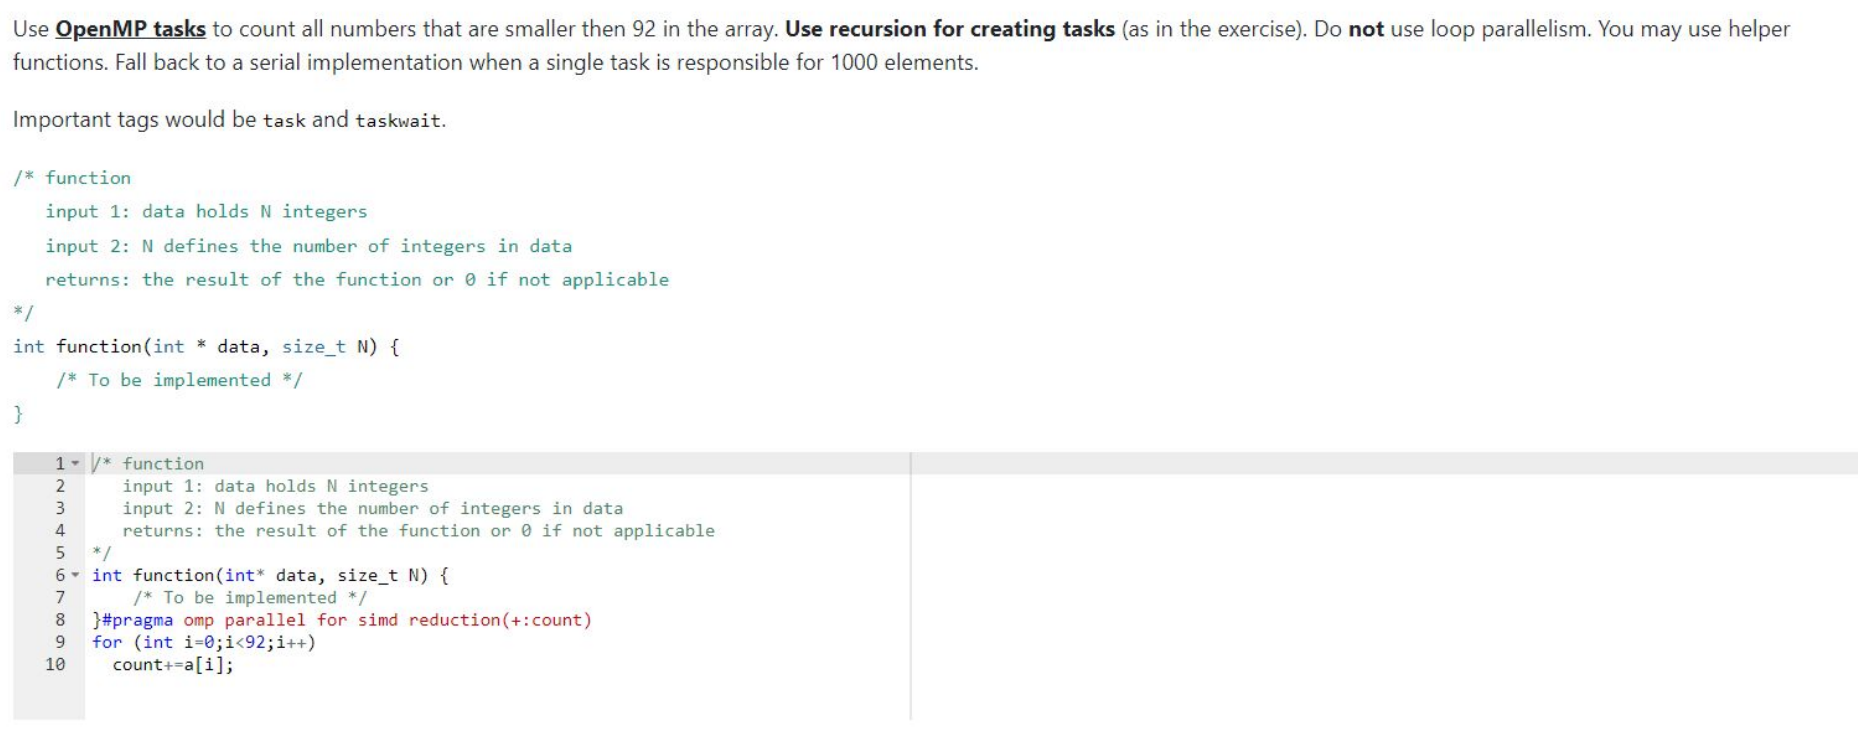 Use OpenMP tasks to count all numbers that are smaller then 92 in the array. Use recursion for creating tasks (as in the exercise). Do not use loop parallelism. You may use helper
functions. Fall back to a serial implementation when a single task is responsible for 1000 elements.
Important tags would be task and taskwait.
/* function
input 1: data holds N integers
input 2: N defines the number of integers in data
returns: the result of the function or 0 if not applicable
*/
int function(int * data, size_t N) {
/* To be implemented */
}
1 /* function
2 input 1: data holds N integers
3 input 2: N defines the number of integers in data
4 returns: the result of the function or 0 if not applicable
5 */
6 int function(int* data, size_t N) {
7 /* To be implemented */
8 }#pragma omp parallel for simd reduction(+:count)
9 for (int i=0;i<92;i++)
10 count+=a[i];